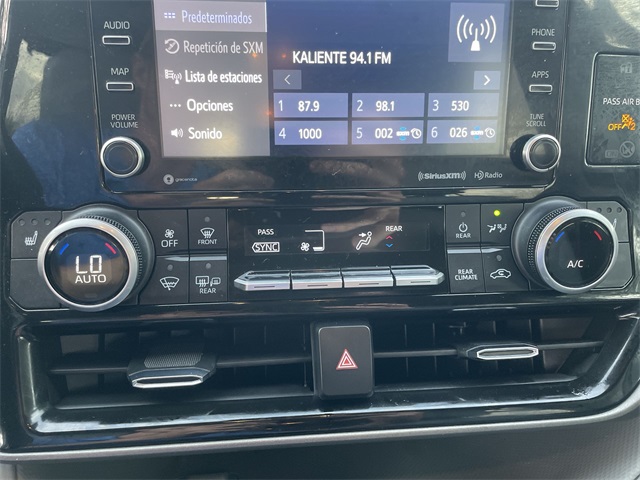 AUDIO
MAP
POWER
VOLUME
Predeterminados
Repetición de SXM
Lista de estaciones
Opciones
Sonido
KALIENTE 94.1 FM
1 87.9
2 98.1
3 530
4 1000
5 002
6 026
gracenote
SiriusXM
HD Radio
PHONE
APPS
TUNE
SCROLL
PASS AIR B
OFF 2
LO
AUTO
OFF
FRONT
REAR
PASS
SYNC
REAR
REAR
REAR
CLIMATE
A/C